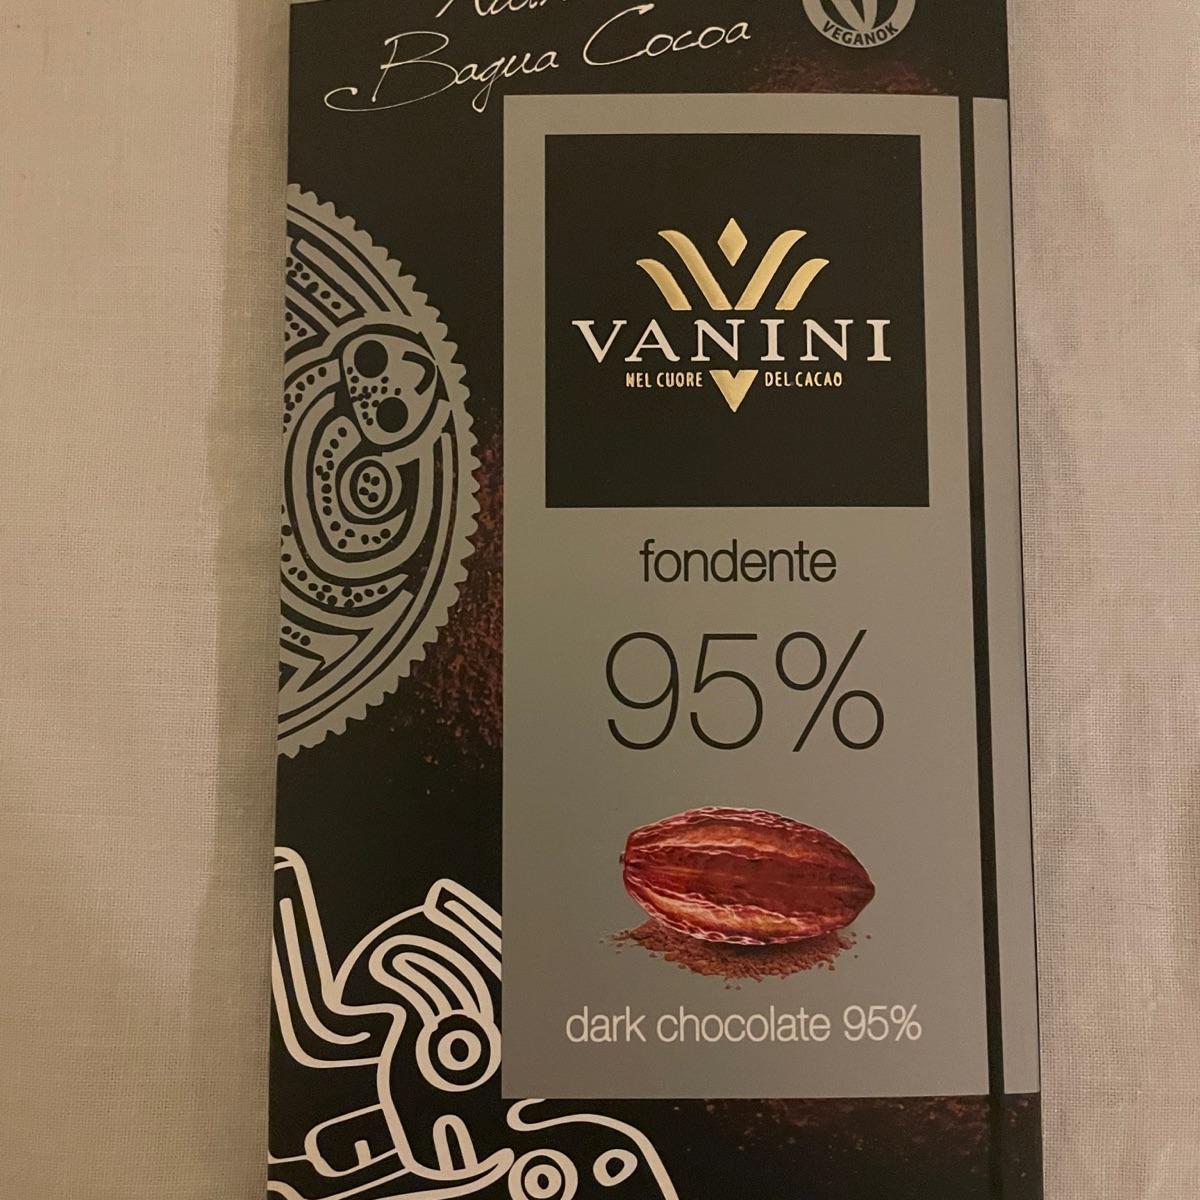 Bagua Cocoa
VEGANOK
VANINI
NEL CUORE DEL CACAO
fondente
95%
dark chocolate 95%